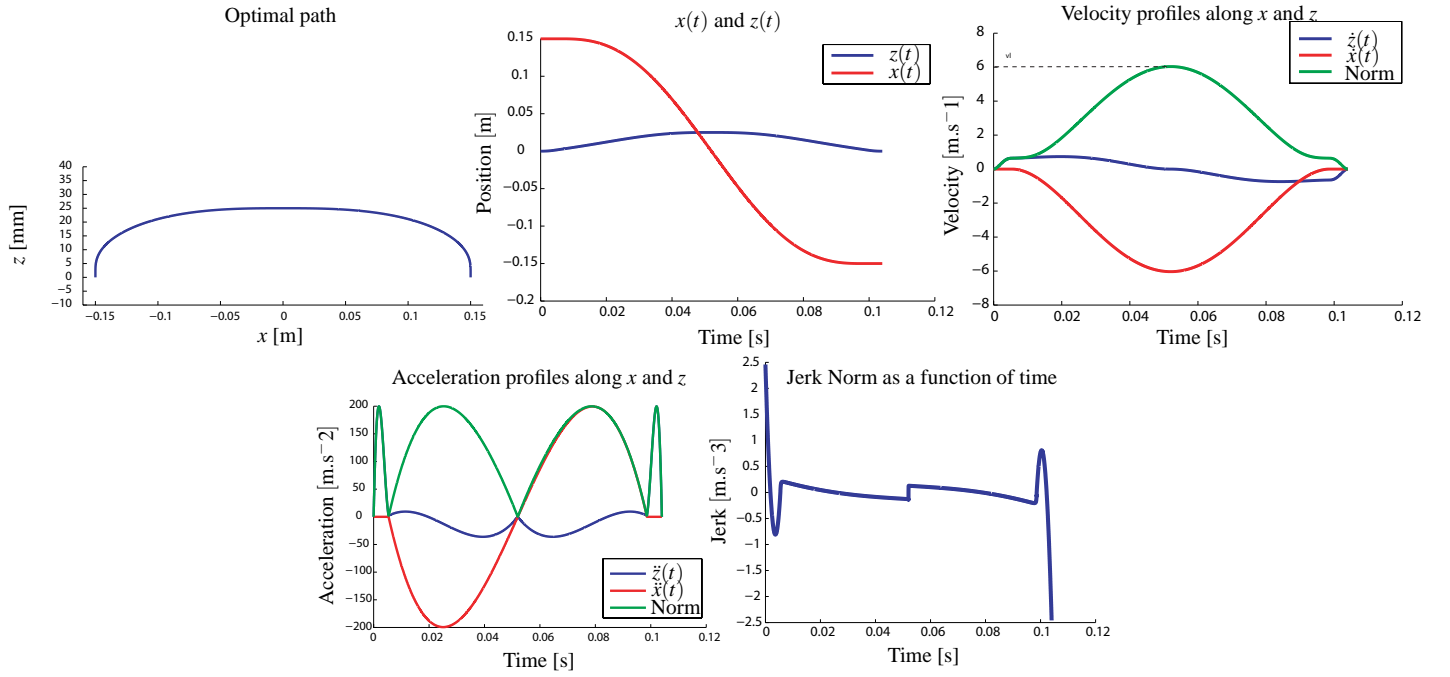 Optimal path
40
35
30
25
20
15
10
5
0
−5
−10
z [mm]
−0.15 −0.1 −0.05 0 0.05 0.1 0.15
x [m]
x(t) and z(t)
0.15
0.1
0.05
0
−0.05
−0.1
−0.15
−0.2
Position [m]
z(t)
x(t)
0 0.02 0.04 0.06 0.08 0.1 0.12
Time [s]
Velocity profiles along x and z
8
6
4
2
0
−2
−4
−6
−8
Velocity [m.s−1]
vl
ż(t)
ẋ(t)
Norm
0 0.02 0.04 0.06 0.08 0.1 0.12
Time [s]
Acceleration profiles along x and z
200
150
100
50
0
−50
−100
−150
−200
Acceleration [m.s−2]
z̈(t)
ẍ(t)
Norm
0 0.02 0.04 0.06 0.08 0.1 0.12
Time [s]
Jerk Norm as a function of time
2.5
2
1.5
1
0.5
0
−0.5
−1
−1.5
−2
−2.5
Jerk [m.s−3]
0 0.02 0.04 0.06 0.08 0.1 0.12
Time [s]